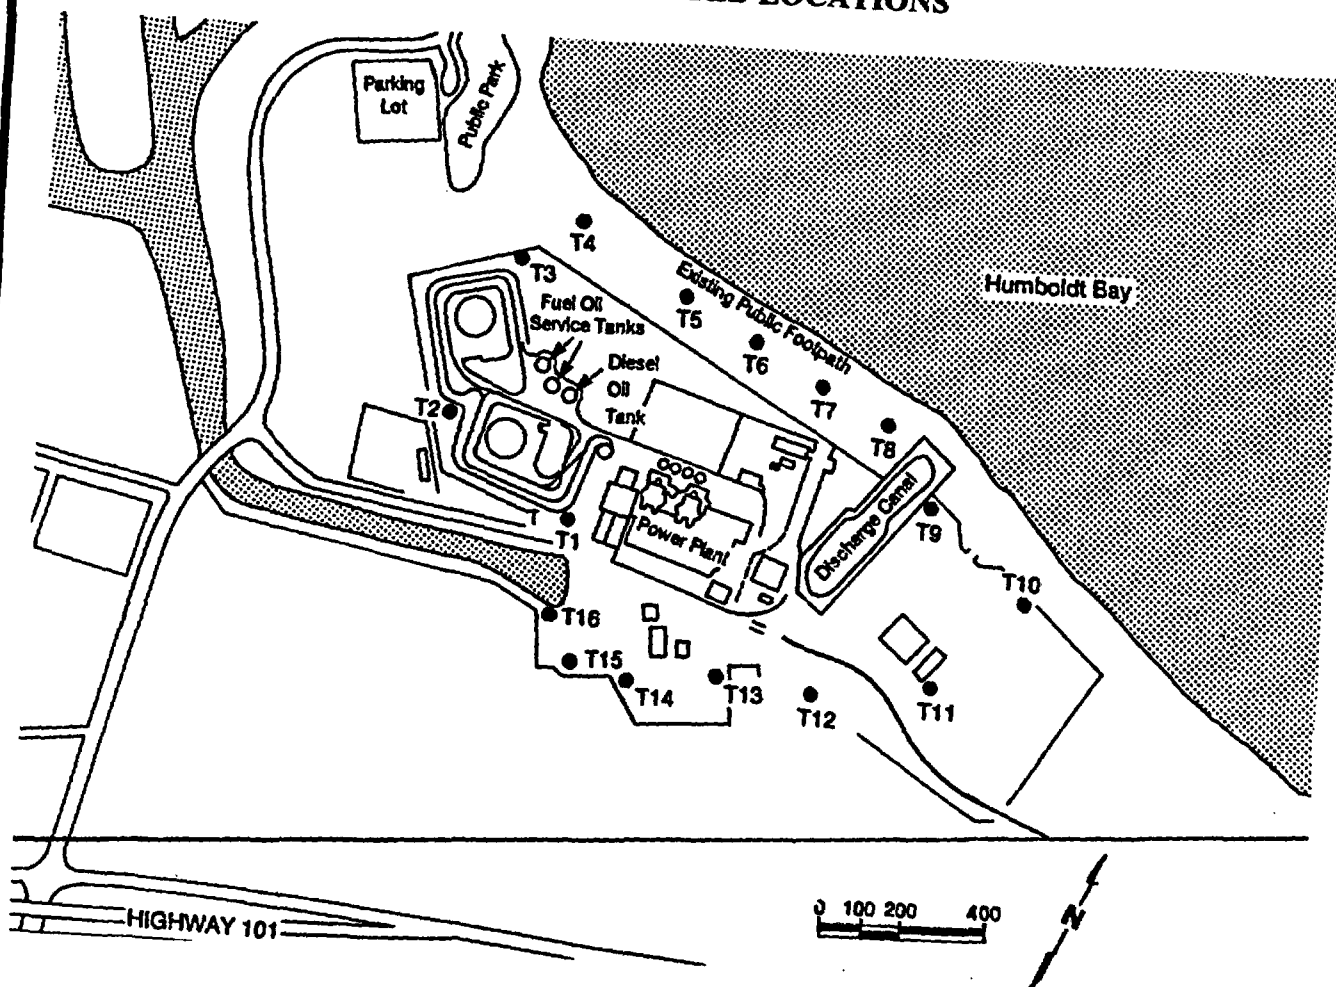 LOCATIONS
Parking
Lot
Public Park
T4
T3
Existing Public Footpath
Humboldt Bay
Fuel Oil
Service Tanks
T5
T6
Diesel
Oil
Tank
T7
T2
T8
Discharge Canal
T9
T1
Power Plant
T10
T16
T15
T14
T13
T12
T11
0 100 200 400
N
HIGHWAY 101